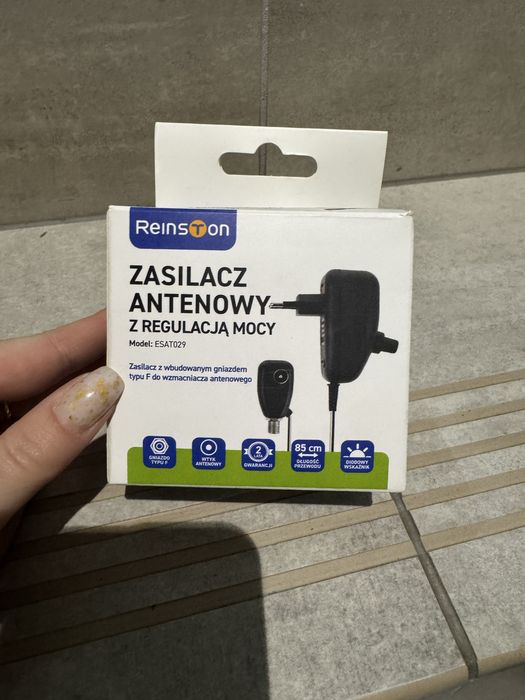 Reinston
ZASILACZ
ANTENOWY
Z REGULACJĄ MOCY
Model: ESAT029
Zasilacz z wbudowanym gniazdem
typu F do wzmacniacza antenowego
GNIAZDO
TYPU F
WTYK
ANTENOWY
2
LATA
GWARANCJI
85 cm
DŁUGOŚĆ
PRZEWODU
DIODOWY
WSKAŹNIK